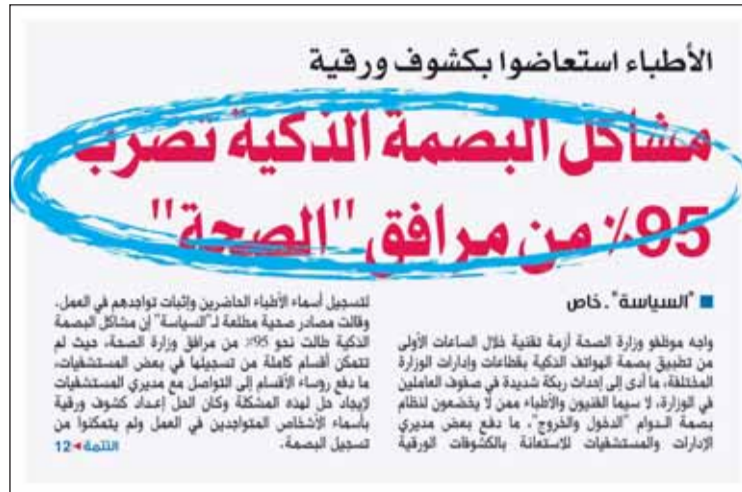 الأطباء استعاضوا بكشوف ورقية
مشاكل البصمة الذكية تضرب
95٪ من مرافق "الصحة"
■ "السياسة". خاص
واجه موظفو وزارة الصحة أزمة تقنية خلال الساعات الأولى
من تطبيق بصمة الهواتف الذكية بقطاعات وإدارات الوزارة
المختلفة، ما أدى إلى إحداث ربكة شديدة في صفوف العاملين
في الوزارة، لا سيما الفنيون والأطباء ممن لا يخضعون لنظام
بصمة الدوام "الدخول والخروج"، ما دفع بعض مديري
الإدارات والمستشفيات للاستعانة بالكشوفات الورقية
لتسجيل أسماء الأطباء الحاضرين وإثبات تواجدهم في العمل.
وقالت مصادر صحية مطلعة لـ"السياسة" إن مشاكل البصمة
الذكية طالت نحو 95٪ من مرافق وزارة الصحة، حيث لم
تتمكن أقسام كاملة من تسجيلها في بعض المستشفيات،
ما دفع روساء الأقسام إلى التواصل مع مديري المستشفيات
لإيجاد حل لهذه المشكلة وكان الحل إعداد كشوف ورقية
بأسماء الأشخاص المتواجدين في العمل ولم يتمكنوا من
تسجيل البصمة.
التتمة ◄12